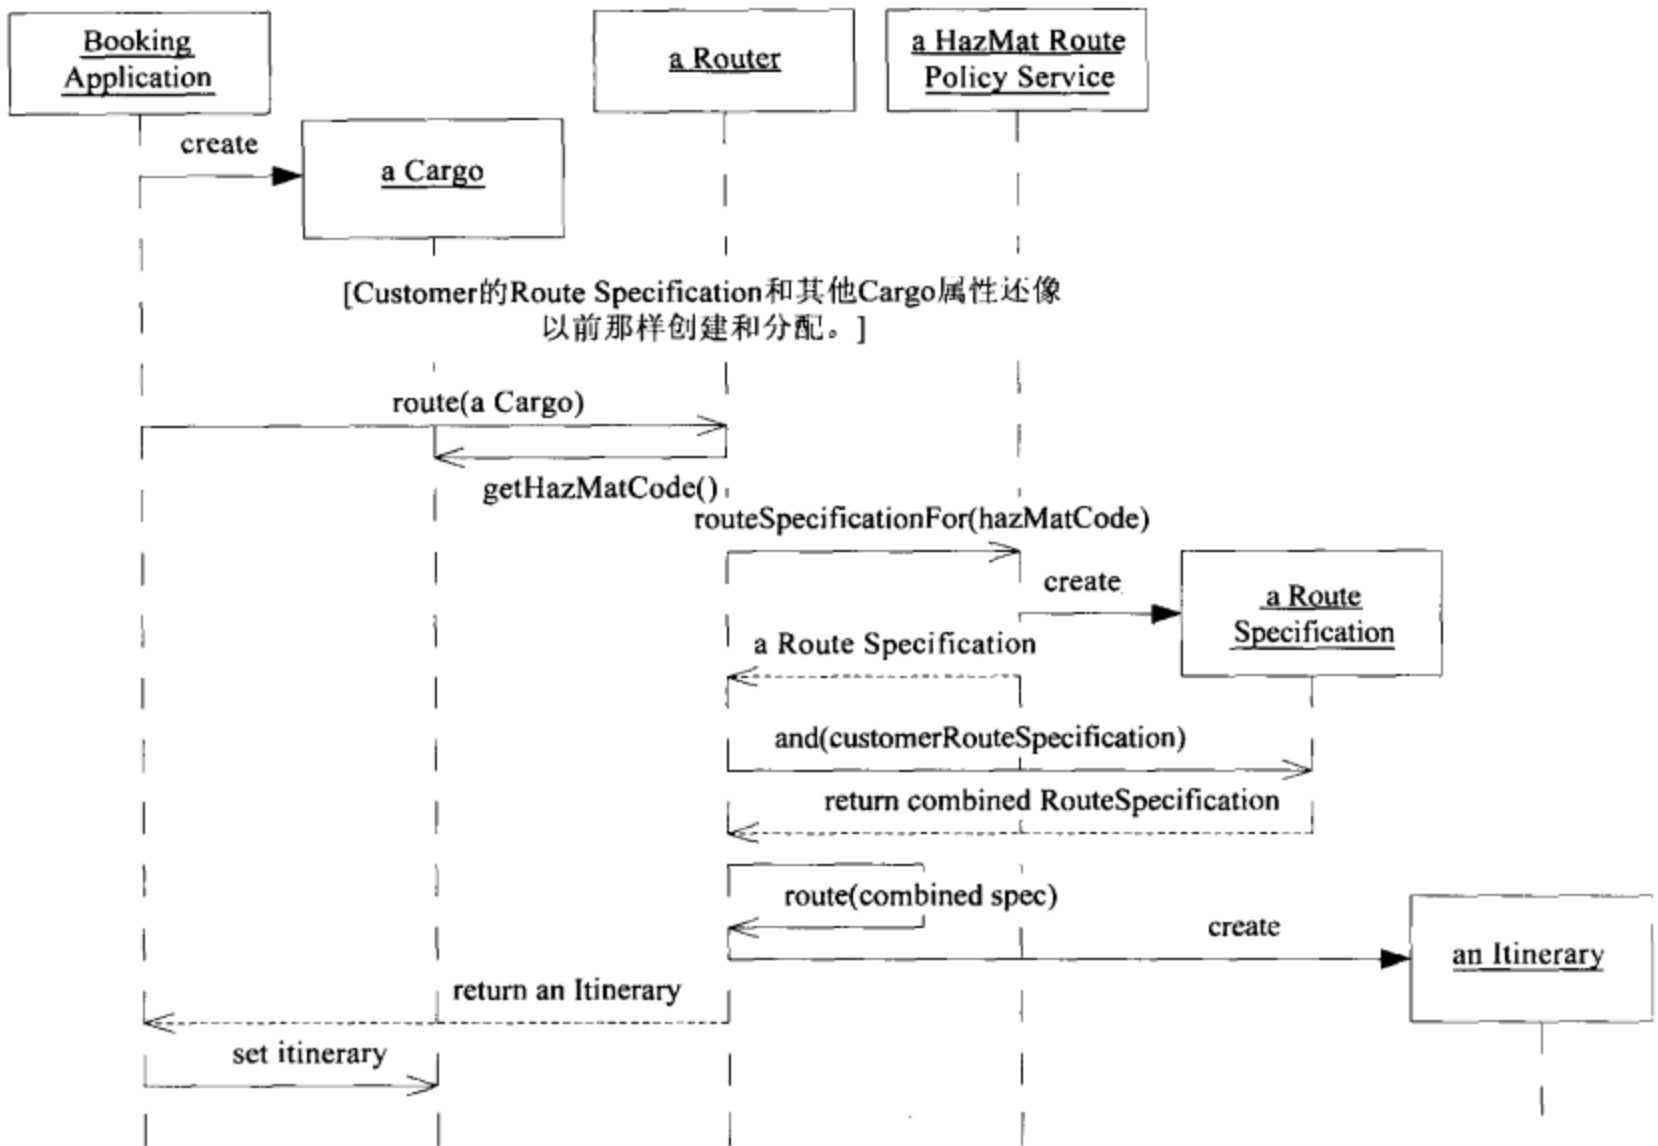 Booking
Application
a Router
a HazMat Route
Policy Service
create
a Cargo
[Customer的Route Specification和其他Cargo属性还像
以前那样创建和分配。]
route(a Cargo)
getHazMatCode()
routeSpecificationFor(hazMatCode)
create
a Route
Specification
a Route Specification
and(customerRouteSpecification)
return combined RouteSpecification
route(combined spec)
create
an Itinerary
return an Itinerary
set itinerary